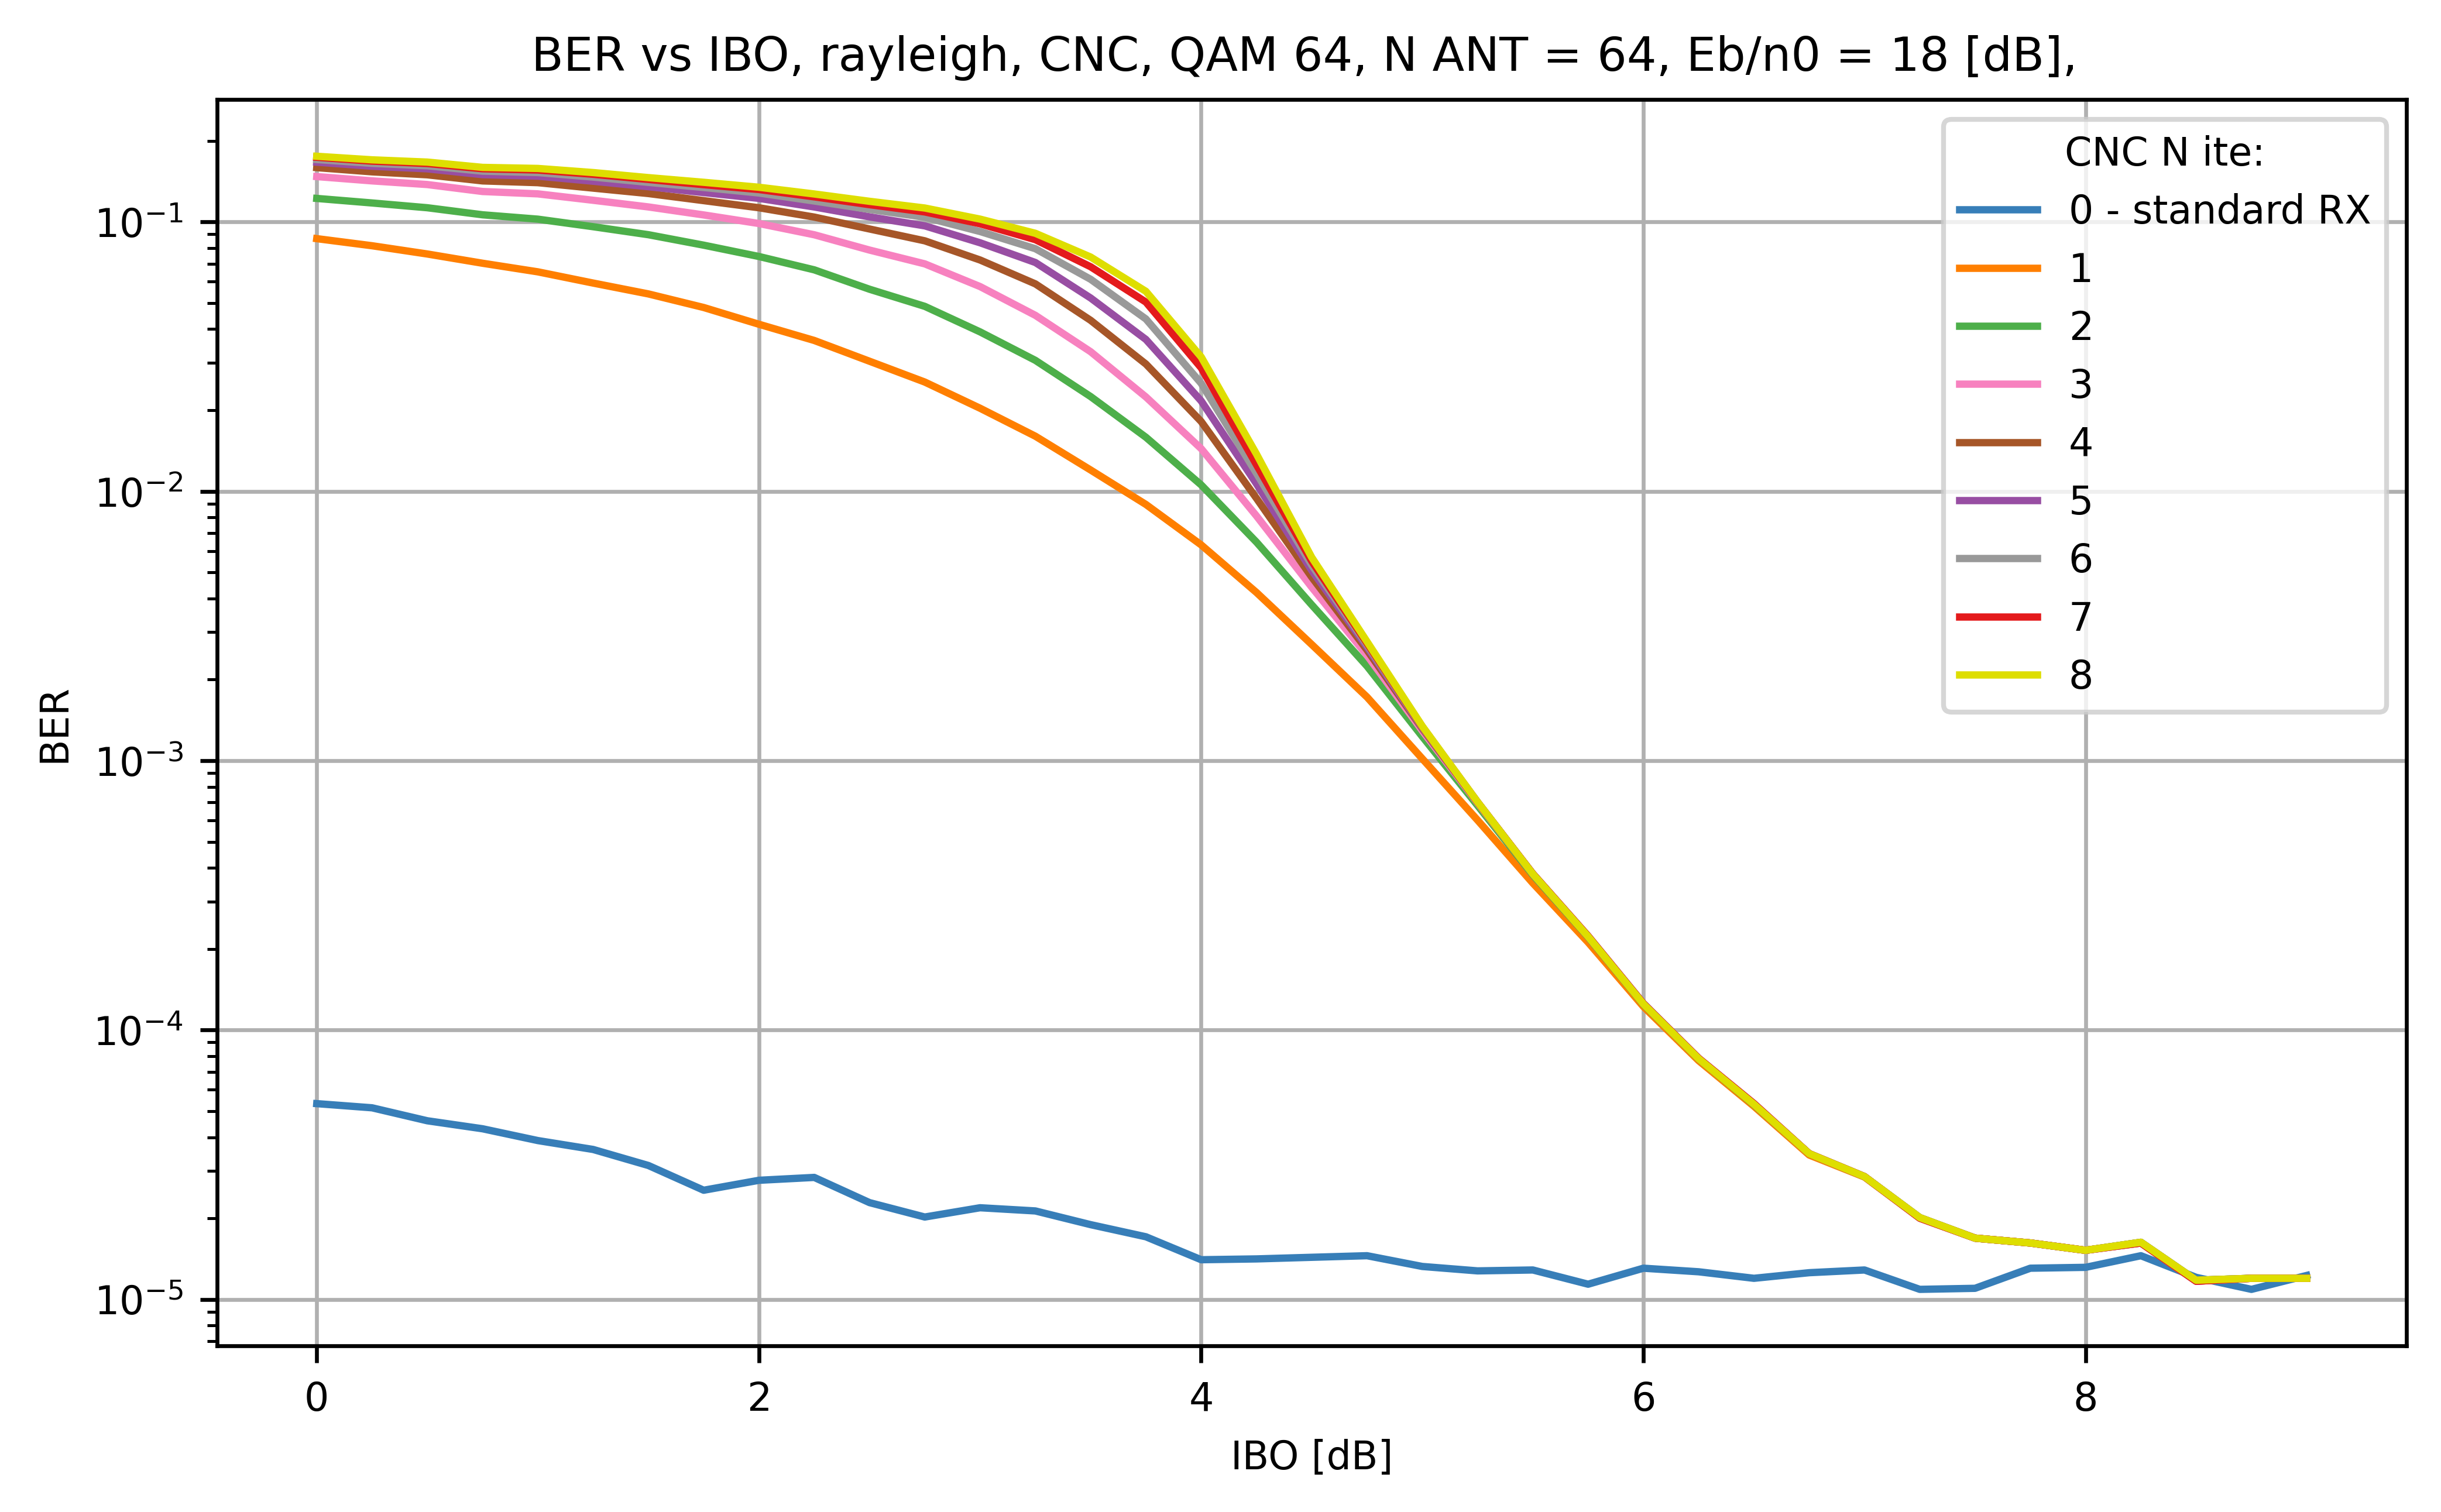 BER vs IBO, rayleigh, CNC, QAM 64, N ANT = 64, Eb/n0 = 18 [dB],
CNC N ite:
0 - standard RX
1
2
3
4
5
6
7
8
BER
10⁻¹
10⁻²
10⁻³
10⁻⁴
10⁻⁵
0 2 4 6 8
IBO [dB]